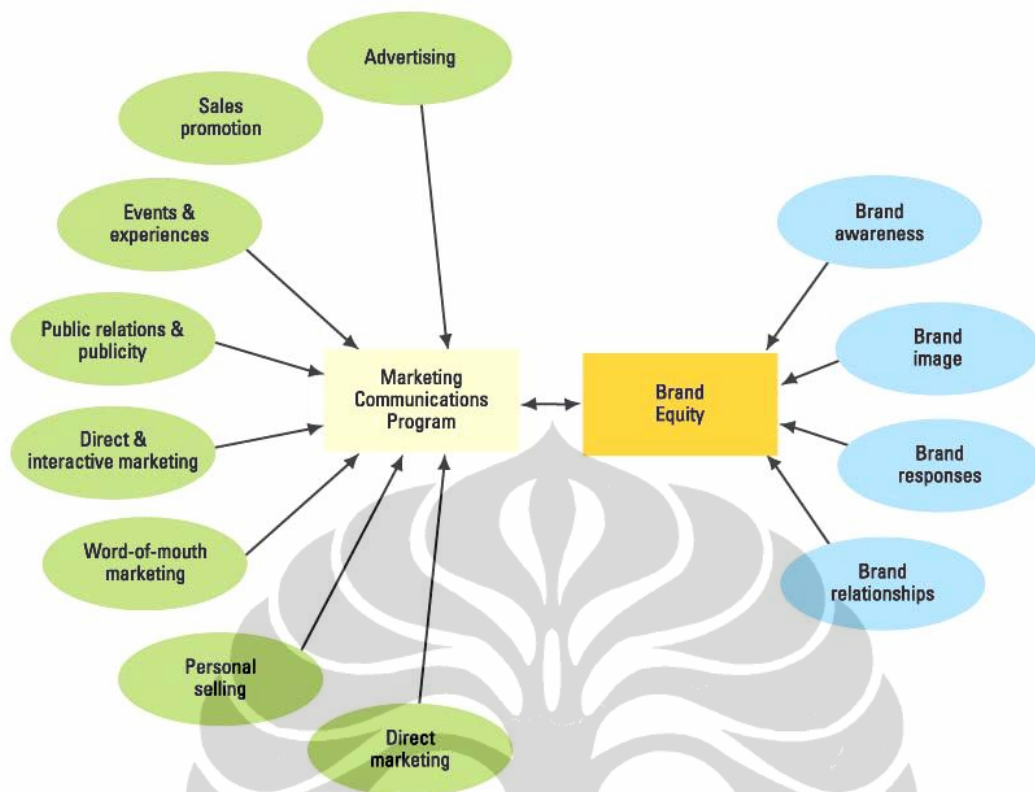 Advertising
Sales
promotion
Events &
experiences
Public relations &
publicity
Direct &
interactive marketing
Word-of-mouth
marketing
Personal
selling
Direct
marketing
Marketing
Communications
Program
Brand
Equity
Brand
awareness
Brand
image
Brand
responses
Brand
relationships